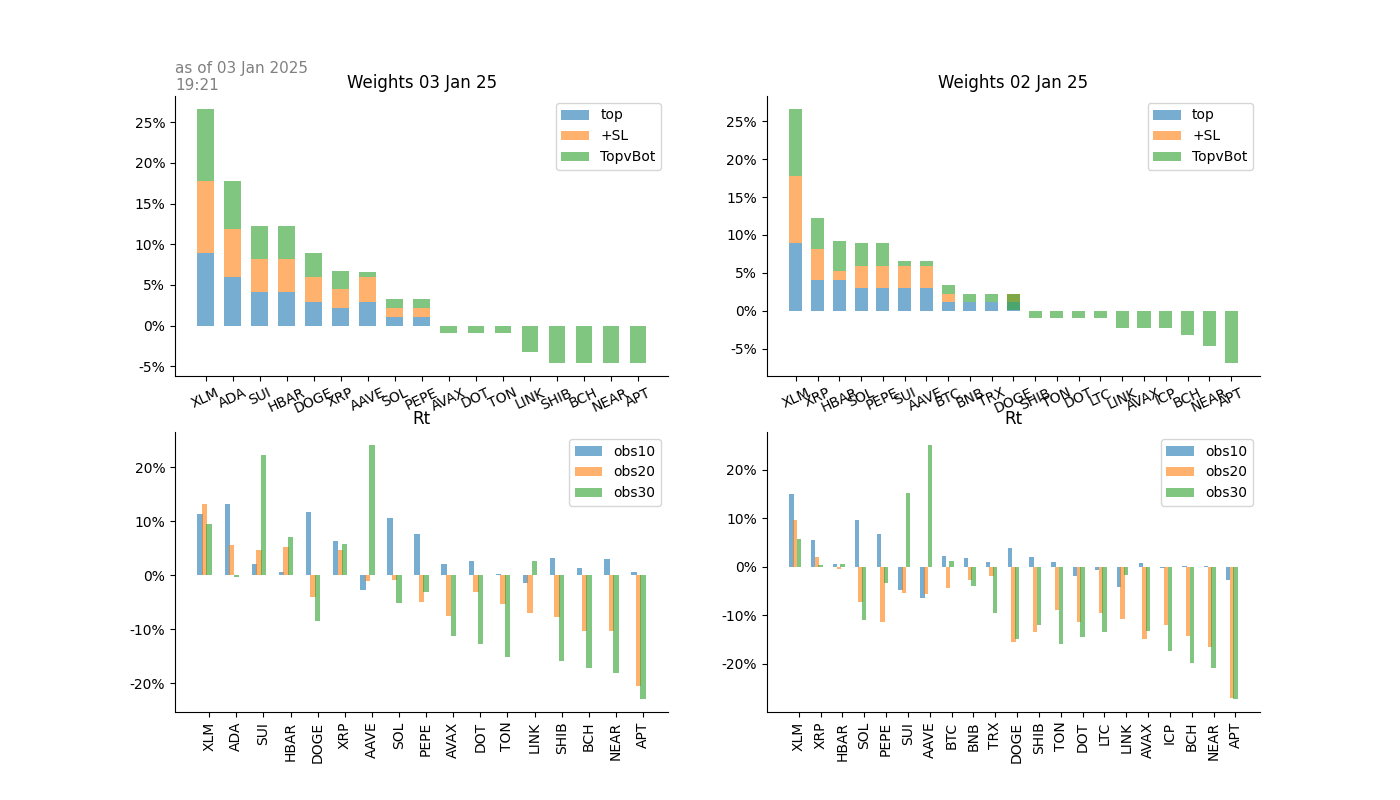 as of 03 Jan 2025
19:21
Weights 03 Jan 25
25%
20%
15%
10%
5%
0%
-5%
top
+SL
TopvBot
XLM ADA SUI HBAR DOGE XRP AAVE SOL PEPE AVAX DOT TON LINK SHIB BCH NEAR APT
Weights 02 Jan 25
25%
20%
15%
10%
5%
0%
-5%
top
+SL
TopvBot
XLM XRP HBAR SOL PEPE SUI AAVE BTC BNB TRX DOGE SHIB TON DOT LTC LINK AVAX ICP BCH NEAR APT
Rt
20%
10%
0%
-10%
-20%
obs10
obs20
obs30
XLM ADA SUI HBAR DOGE XRP AAVE SOL PEPE AVAX DOT TON LINK SHIB BCH NEAR APT
Rt
20%
10%
0%
-10%
-20%
obs10
obs20
obs30
XLM XRP HBAR SOL PEPE SUI AAVE BTC BNB TRX DOGE SHIB TON DOT LTC LINK AVAX ICP BCH NEAR APT